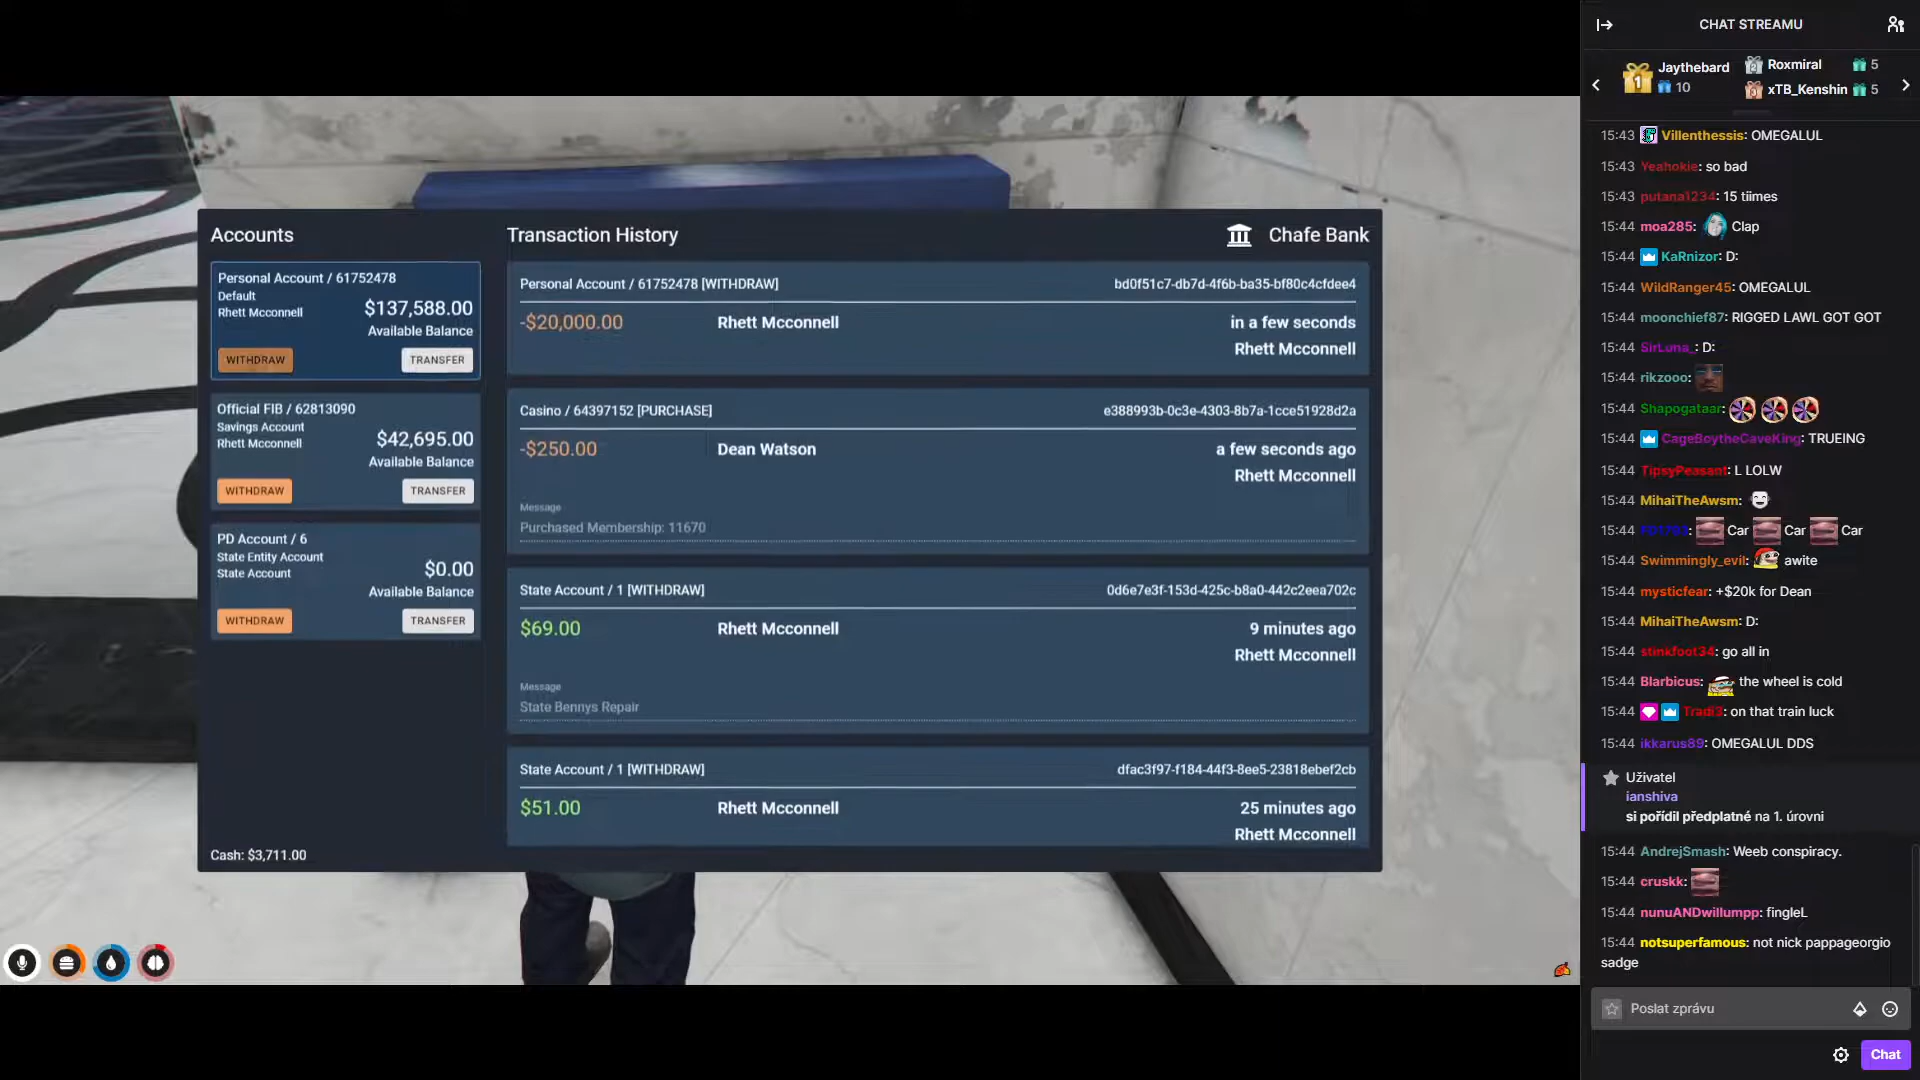 Accounts
Personal Account / 61752478
Default
Rhett Mcconnell
$137,588.00
Available Balance
WITHDRAW
TRANSFER
Official FIB / 62813090
Savings Account
Rhett Mcconnell
$42,695.00
Available Balance
WITHDRAW
TRANSFER
PD Account / 6
State Entity Account
State Account
$0.00
Available Balance
WITHDRAW
TRANSFER
Cash: $3,711.00
Transaction History
Chafe Bank
Personal Account / 61752478 [WITHDRAW]
bd0f51c7-db7d-4f6b-ba35-bf80c4cfdee4
-$20,000.00
Rhett Mcconnell
in a few seconds
Rhett Mcconnell
Casino / 64397152 [PURCHASE]
e388993b-0c3e-4303-8b7a-1cce51928d2a
-$250.00
Dean Watson
a few seconds ago
Rhett Mcconnell
Message
Purchased Membership: 11670
State Account / 1 [WITHDRAW]
0d6e7e3f-153d-425c-b8a0-442c2eea702c
$69.00
Rhett Mcconnell
9 minutes ago
Rhett Mcconnell
Message
State Bennys Repair
State Account / 1 [WITHDRAW]
dfac3f97-f184-44f3-8ee5-23818ebef2cb
$51.00
Rhett Mcconnell
25 minutes ago
Rhett Mcconnell
CHAT STREAMU
1
Jaythebard
10
Roxmiral
5
xTB_Kenshin
5
15:43 Villenthessis: OMEGALUL
15:43 Yeahokie: so bad
15:43 putana1234: 15 tiimes
15:44 moa285: Clap
15:44 KaRnizor: D:
15:44 WildRanger45: OMEGALUL
15:44 moonchief87: RIGGED LAWL GOT GOT
15:44 SirLuna_: D:
15:44 rikzooo:
15:44 Shapogataar:
15:44 CageBoytheCaveKing: TRUEING
15:44 TipsyPeasant: L LOLW
15:44 MihaiTheAwsm:
15:44 Car Car Car
15:44 Swimmingly_evil: awite
15:44 mysticfear: +$20k for Dean
15:44 MihaiTheAwsm: D:
15:44 stinkfoot34: go all in
15:44 Blarbicus: the wheel is cold
15:44 Tradi3: on that train luck
15:44 ikkarus89: OMEGALUL DDS
Uživatel
ianshiva
si pořídil předplatné na 1. úrovni
15:44 AndrejSmash: Weeb conspiracy.
15:44 cruskk:
15:44 nunuANDwillumpp: fingleL
15:44 notsuperfamous: not nick pappageorgio
sadge
Poslat zprávu
Chat